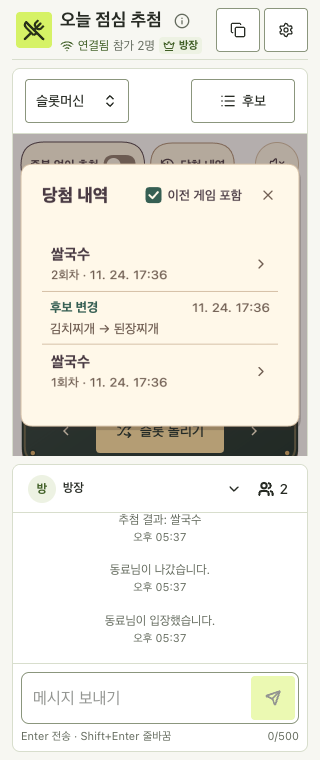 오늘 점심 추첨
연결됨 참가 2명 방장
슬롯머신
후보
당첨 내역
이전 게임 포함
쌀국수
2회차 · 11. 24. 17:36
후보 변경
11. 24. 17:36
김치찌개 → 된장찌개
쌀국수
1회차 · 11. 24. 17:36
슬롯 돌리기
방 방장
2
추첨 결과: 쌀국수
오후 05:37
동료님이 나갔습니다.
오후 05:37
동료님이 입장했습니다.
오후 05:37
메시지 보내기
Enter 전송 · Shift+Enter 줄바꿈
0/500